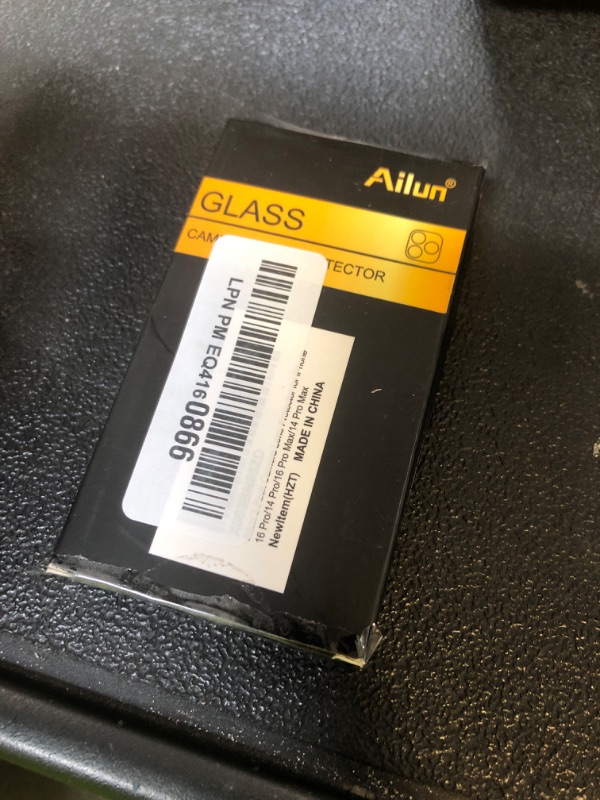 Ailun®
GLASS
CAM
TECTOR
LPN PM EQ4160866
16 Pro/14 Pro/16 Pro Max/14 Pro Max
NewItem(HZT) MADE IN CHINA